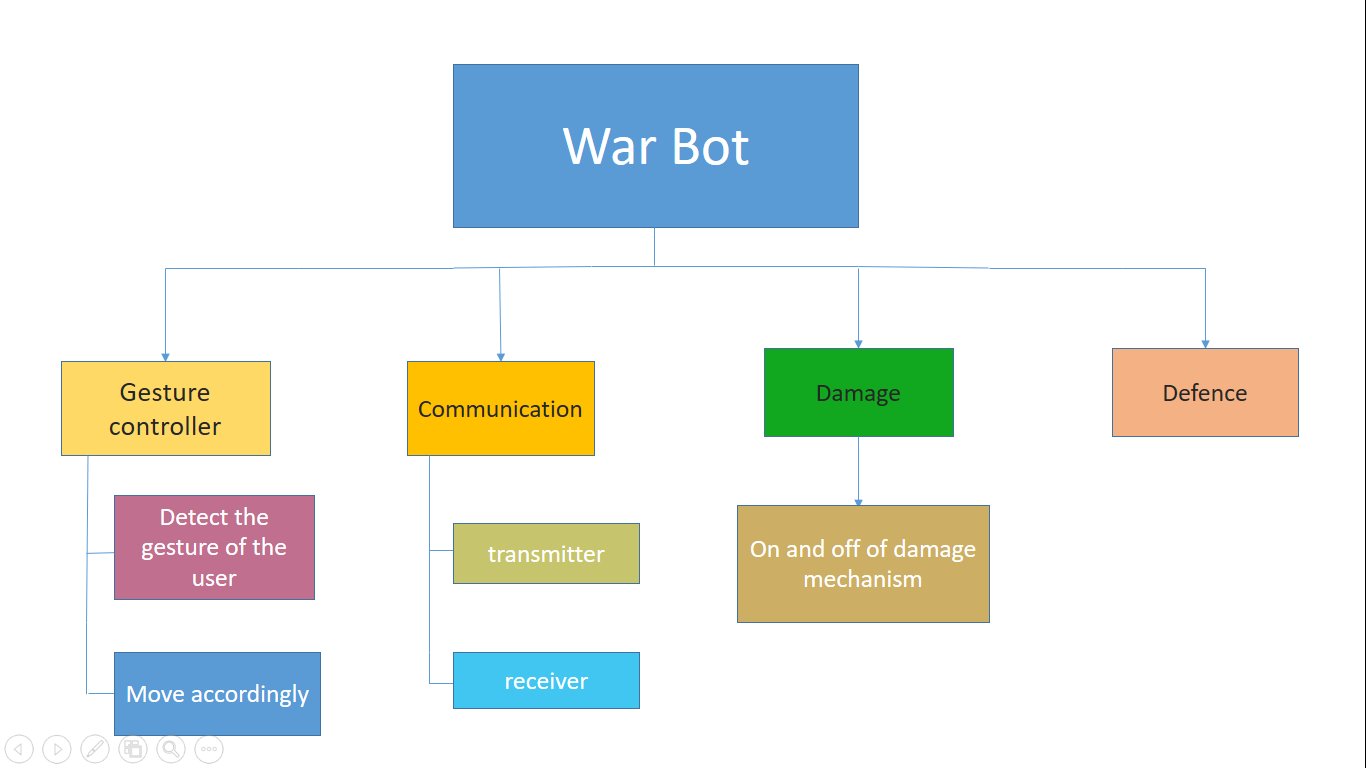 War Bot
Gesture
controller
Communication
Damage
Defence
Detect the
gesture of the
user
transmitter
On and off of damage
mechanism
Move accordingly
receiver